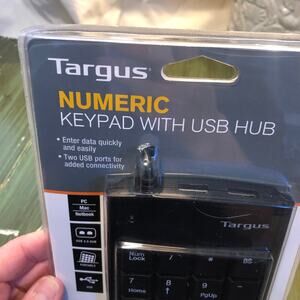 Targus
NUMERIC
KEYPAD WITH USB HUB
• Enter data quickly
and easily
• Two USB ports for
added connectivity
PC
Mac
Netbook
Targus
Num
Lock
/
7
Home
8
↑
9
PgUp